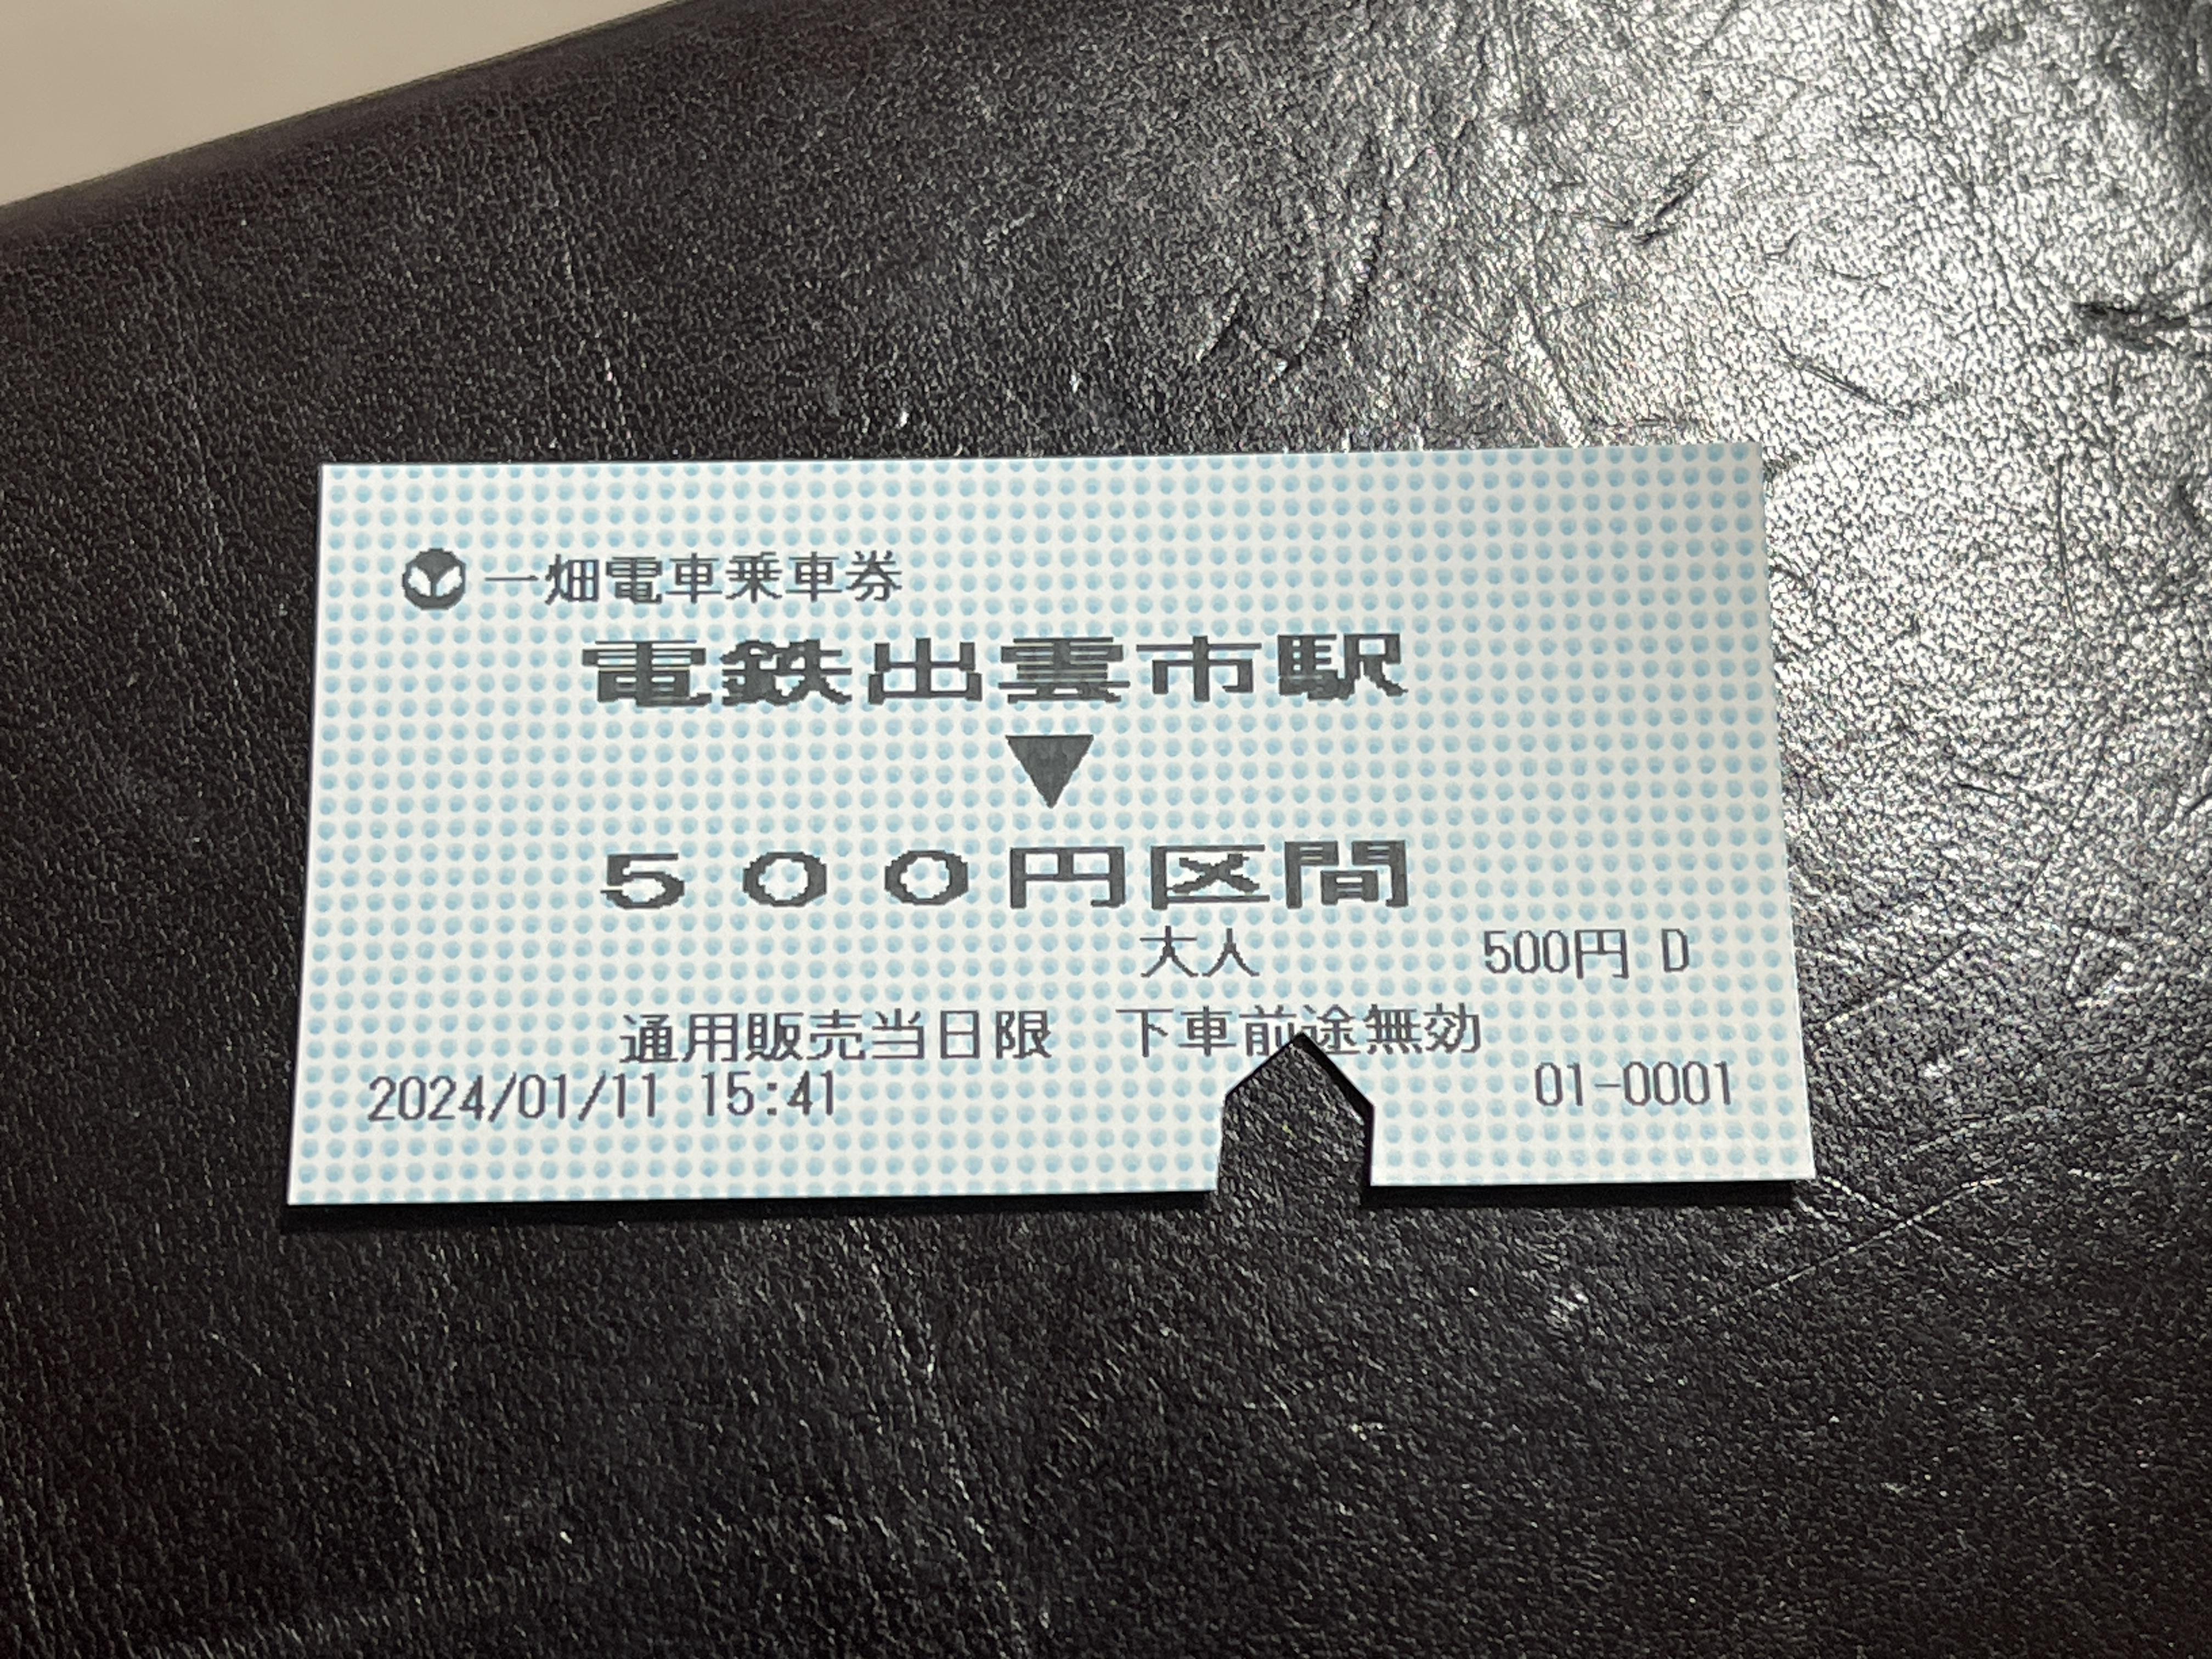 一畑電車乗車券
電鉄出雲市駅
▼
５００円区間
大人 500円 D
通用販売当日限 下車前途無効
2024/01/11 15:41 01-0001